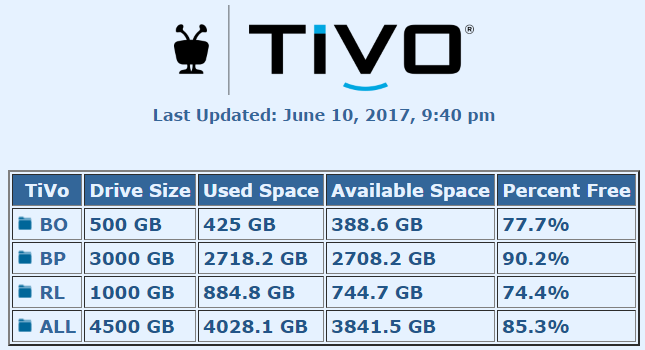 TiVo®
Last Updated: June 10, 2017, 9:40 pm
TiVo Drive Size Used Space Available Space Percent Free
BO 500 GB 425 GB 388.6 GB 77.7%
BP 3000 GB 2718.2 GB 2708.2 GB 90.2%
RL 1000 GB 884.8 GB 744.7 GB 74.4%
ALL 4500 GB 4028.1 GB 3841.5 GB 85.3%